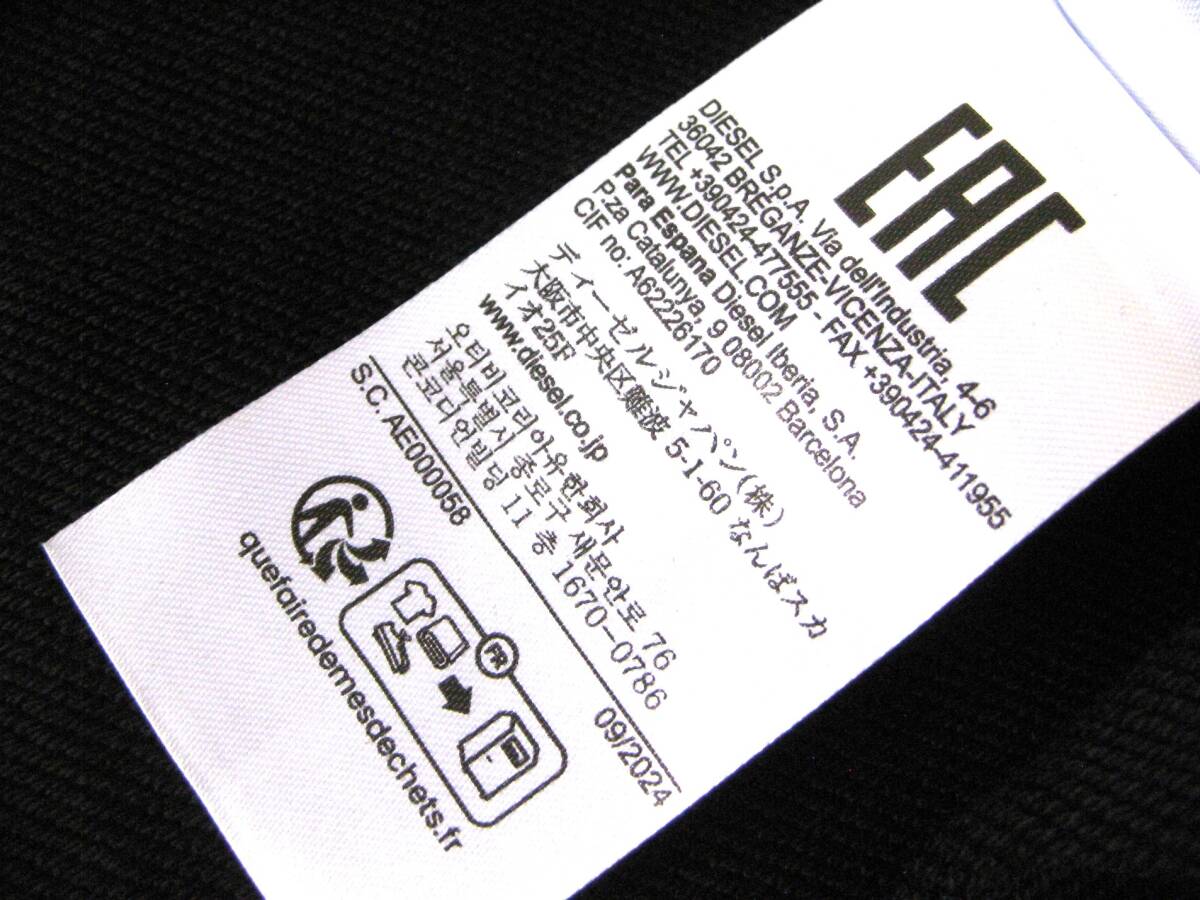 EAC
DIESEL S.p.A. Via dell'Industria, 4-6
36042 BREGANZE-VICENZA-ITALY
TEL +390424-477555 - FAX +390424-411955
WWW.DIESEL.COM
Para Espana Diesel Iberia, S.A.
P.za Catalunya, 9 08002 Barcelona
CIF no: A62226170
ディーゼルジャパン(株)
大阪市中央区難波 5-1-60 なんばスカ
イオ25F
www.diesel.co.jp
오티비코리아유한회사
서울특별시 종로구 새문안로 76
콘코디언빌딩 11 층 1670-0786
S.C. AE000058
09/2024
FR
quefairedemesdechets.fr